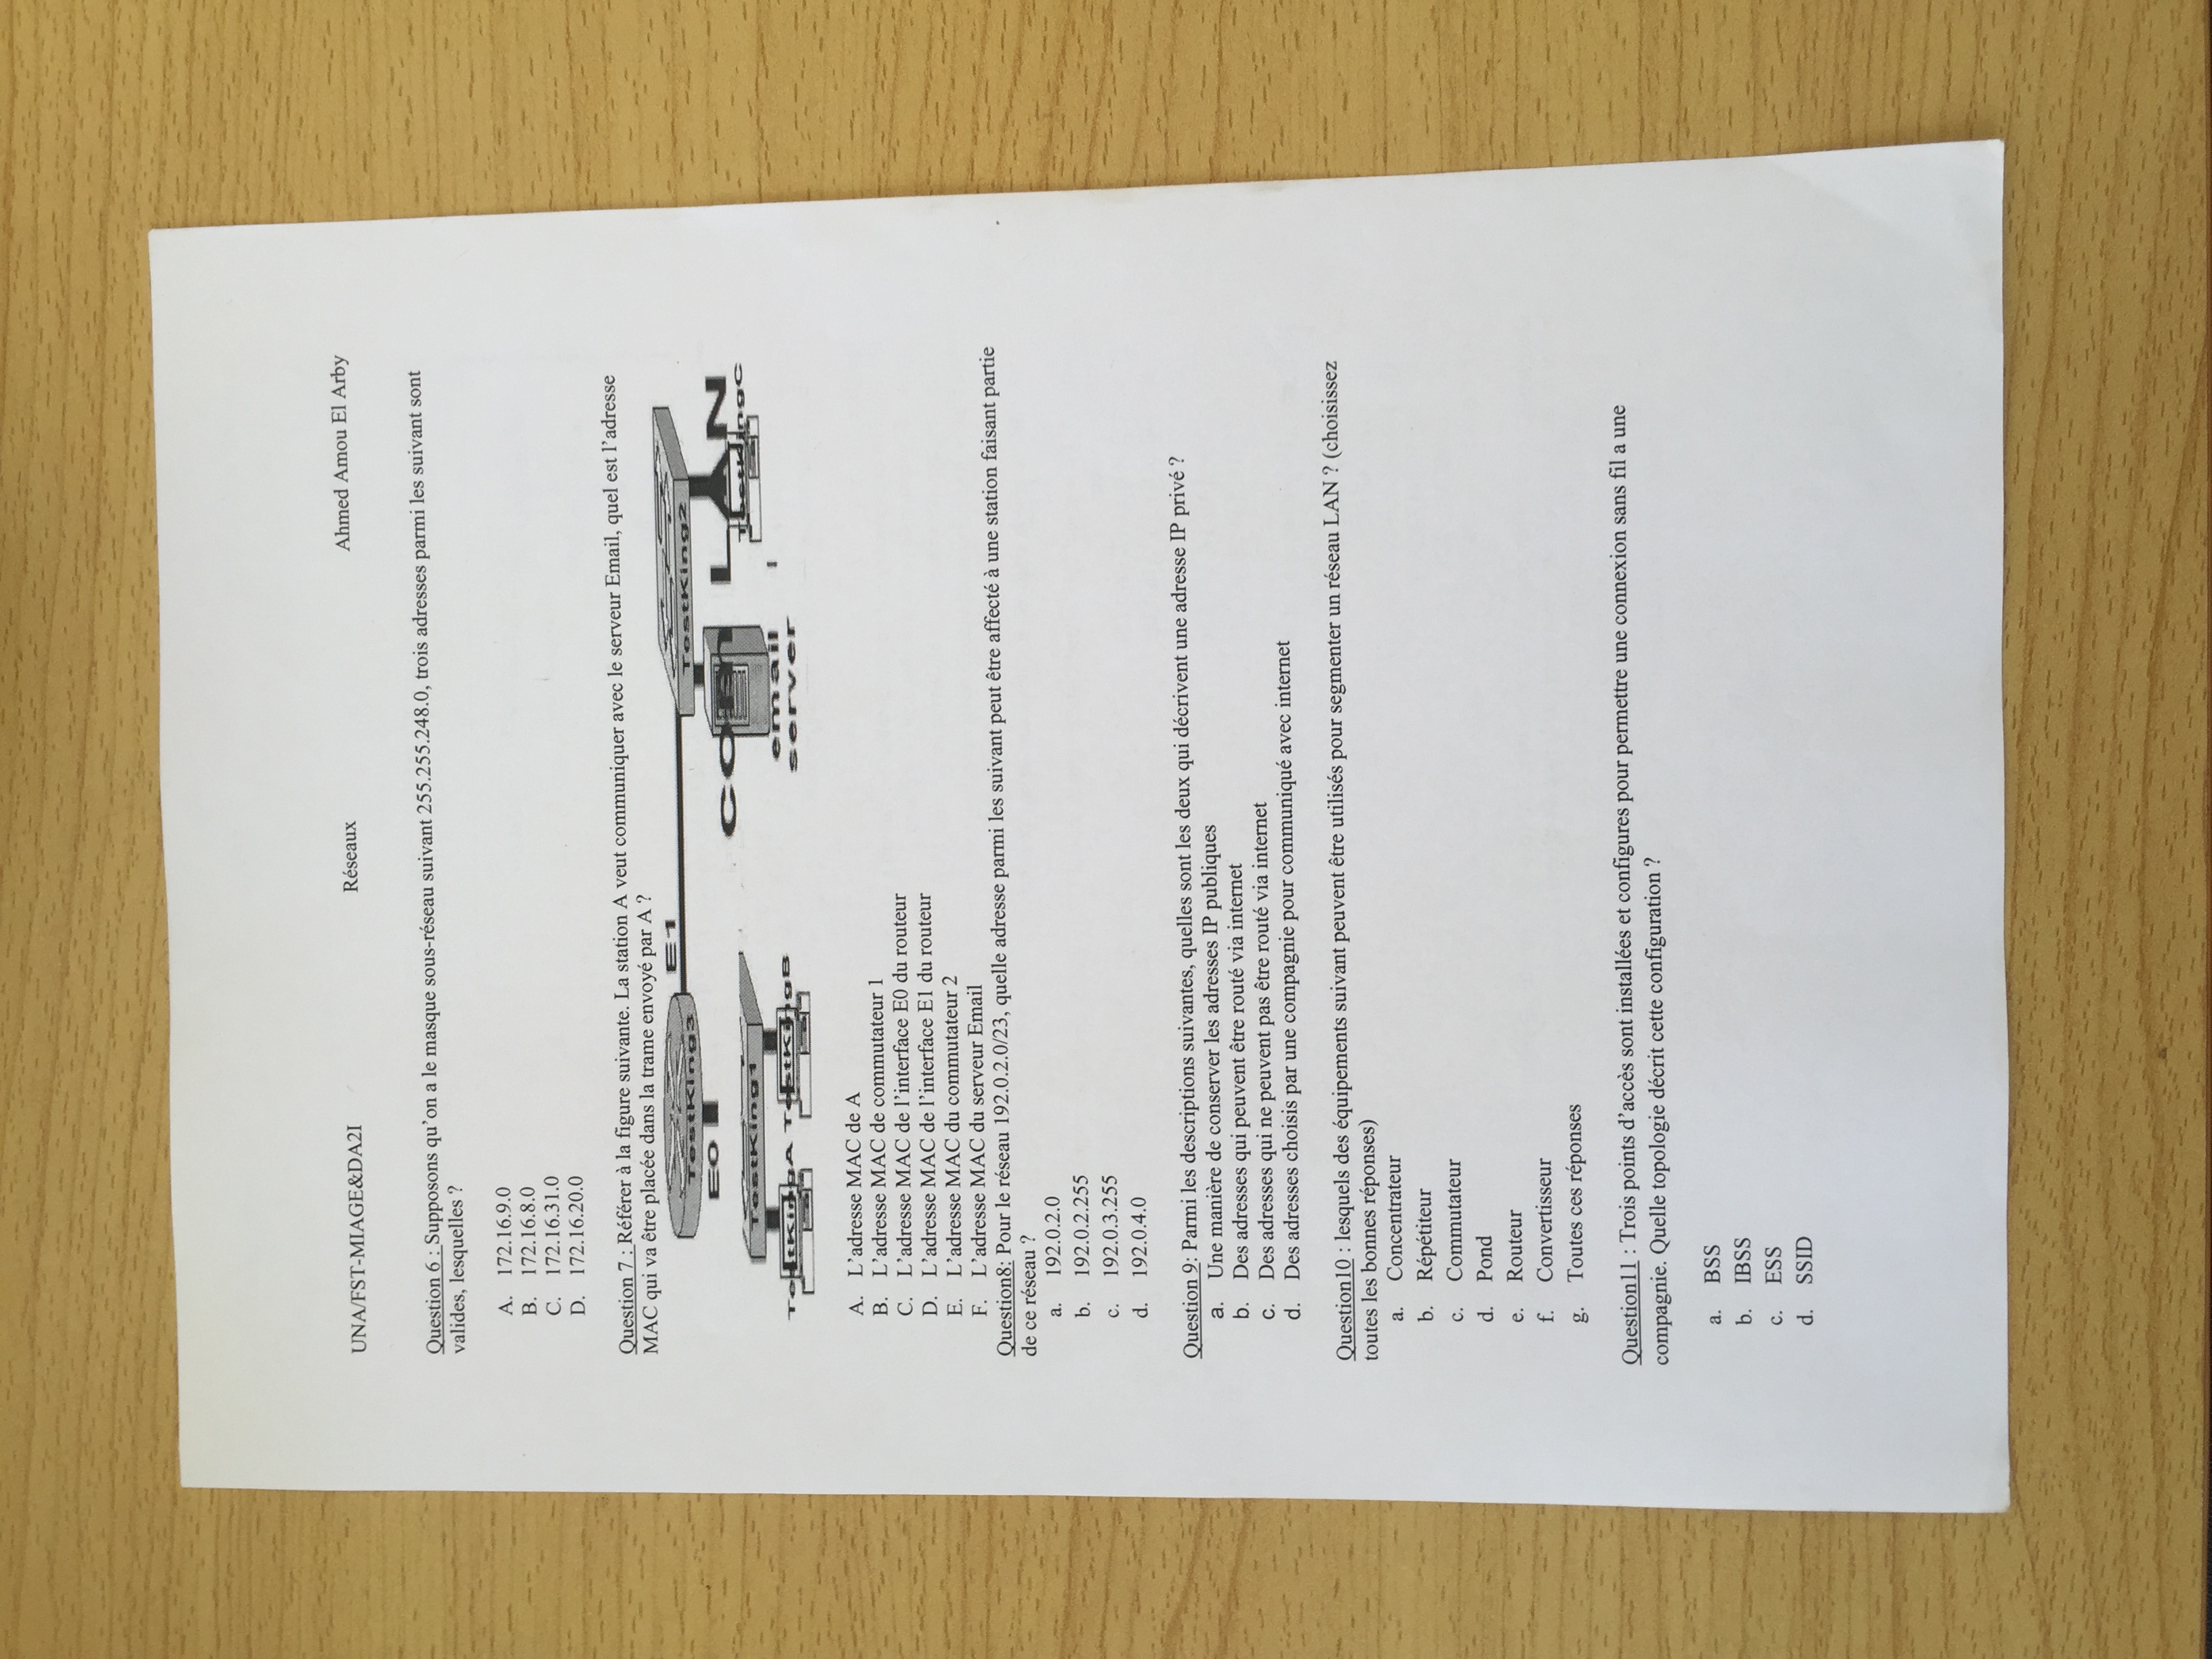 UNA/FST-MIAGE&DA2I Réseaux Ahmed Amou El Arby
Question 6 : Supposons qu'on a le masque sous-réseau suivant 255.255.248.0, trois adresses parmi les suivant sont
valides, lesquelles ?
A. 172.16.9.0
B. 172.16.8.0
C. 172.16.31.0
D. 172.16.20.0
Question 7 : Référer à la figure suivante. La station A veut communiquer avec le serveur Email, quel est l'adresse
MAC qui va être placée dans la trame envoyé par A ?
E1
TestKing3
TestKing2
E0
com LAN
TestKing1
TestKingC
TestKingA TestKingB
email
server
A. L'adresse MAC de A
B. L'adresse MAC de commutateur 1
C. L'adresse MAC de l'interface E0 du routeur
D. L'adresse MAC de l'interface E1 du routeur
E. L'adresse MAC du commutateur 2
F. L'adresse MAC du serveur Email
Question8: Pour le réseau 192.0.2.0/23, quelle adresse parmi les suivant peut être affecté à une station faisant partie
de ce réseau ?
a. 192.0.2.0
b. 192.0.2.255
c. 192.0.3.255
d. 192.0.4.0
Question 9: Parmi les descriptions suivantes, quelles sont les deux qui décrivent une adresse IP privé ?
a. Une manière de conserver les adresses IP publiques
b. Des adresses qui peuvent être routé via internet
c. Des adresses qui ne peuvent pas être routé via internet
d. Des adresses choisis par une compagnie pour communiqué avec internet
Question10 : lesquels des équipements suivant peuvent être utilisés pour segmenter un réseau LAN ? (choisissez
toutes les bonnes réponses)
a. Concentrateur
b. Répétiteur
c. Commutateur
d. Pond
e. Routeur
f. Convertisseur
g. Toutes ces réponses
Question11 : Trois points d'accès sont installées et configures pour permettre une connexion sans fil a une
compagnie. Quelle topologie décrit cette configuration ?
a. BSS
b. IBSS
c. ESS
d. SSID